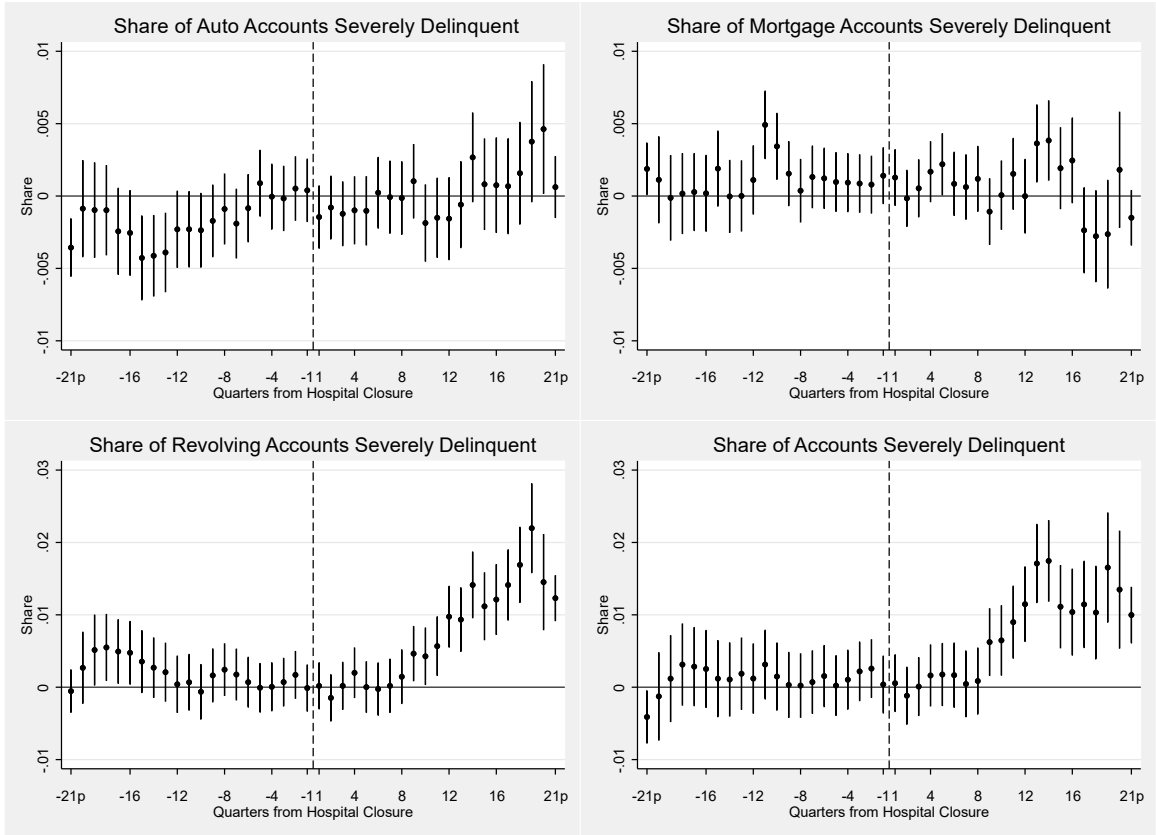 Share of Auto Accounts Severely Delinquent
.01
.005
0
-.005
-.01
Share
-21p -16 -12 -8 -4 -11 4 8 12 16 21p
Quarters from Hospital Closure
Share of Mortgage Accounts Severely Delinquent
.01
.005
0
-.005
-.01
Share
-21p -16 -12 -8 -4 -11 4 8 12 16 21p
Quarters from Hospital Closure
Share of Revolving Accounts Severely Delinquent
.03
.02
.01
0
-.01
Share
-21p -16 -12 -8 -4 -11 4 8 12 16 21p
Quarters from Hospital Closure
Share of Accounts Severely Delinquent
.03
.02
.01
0
-.01
Share
-21p -16 -12 -8 -4 -11 4 8 12 16 21p
Quarters from Hospital Closure